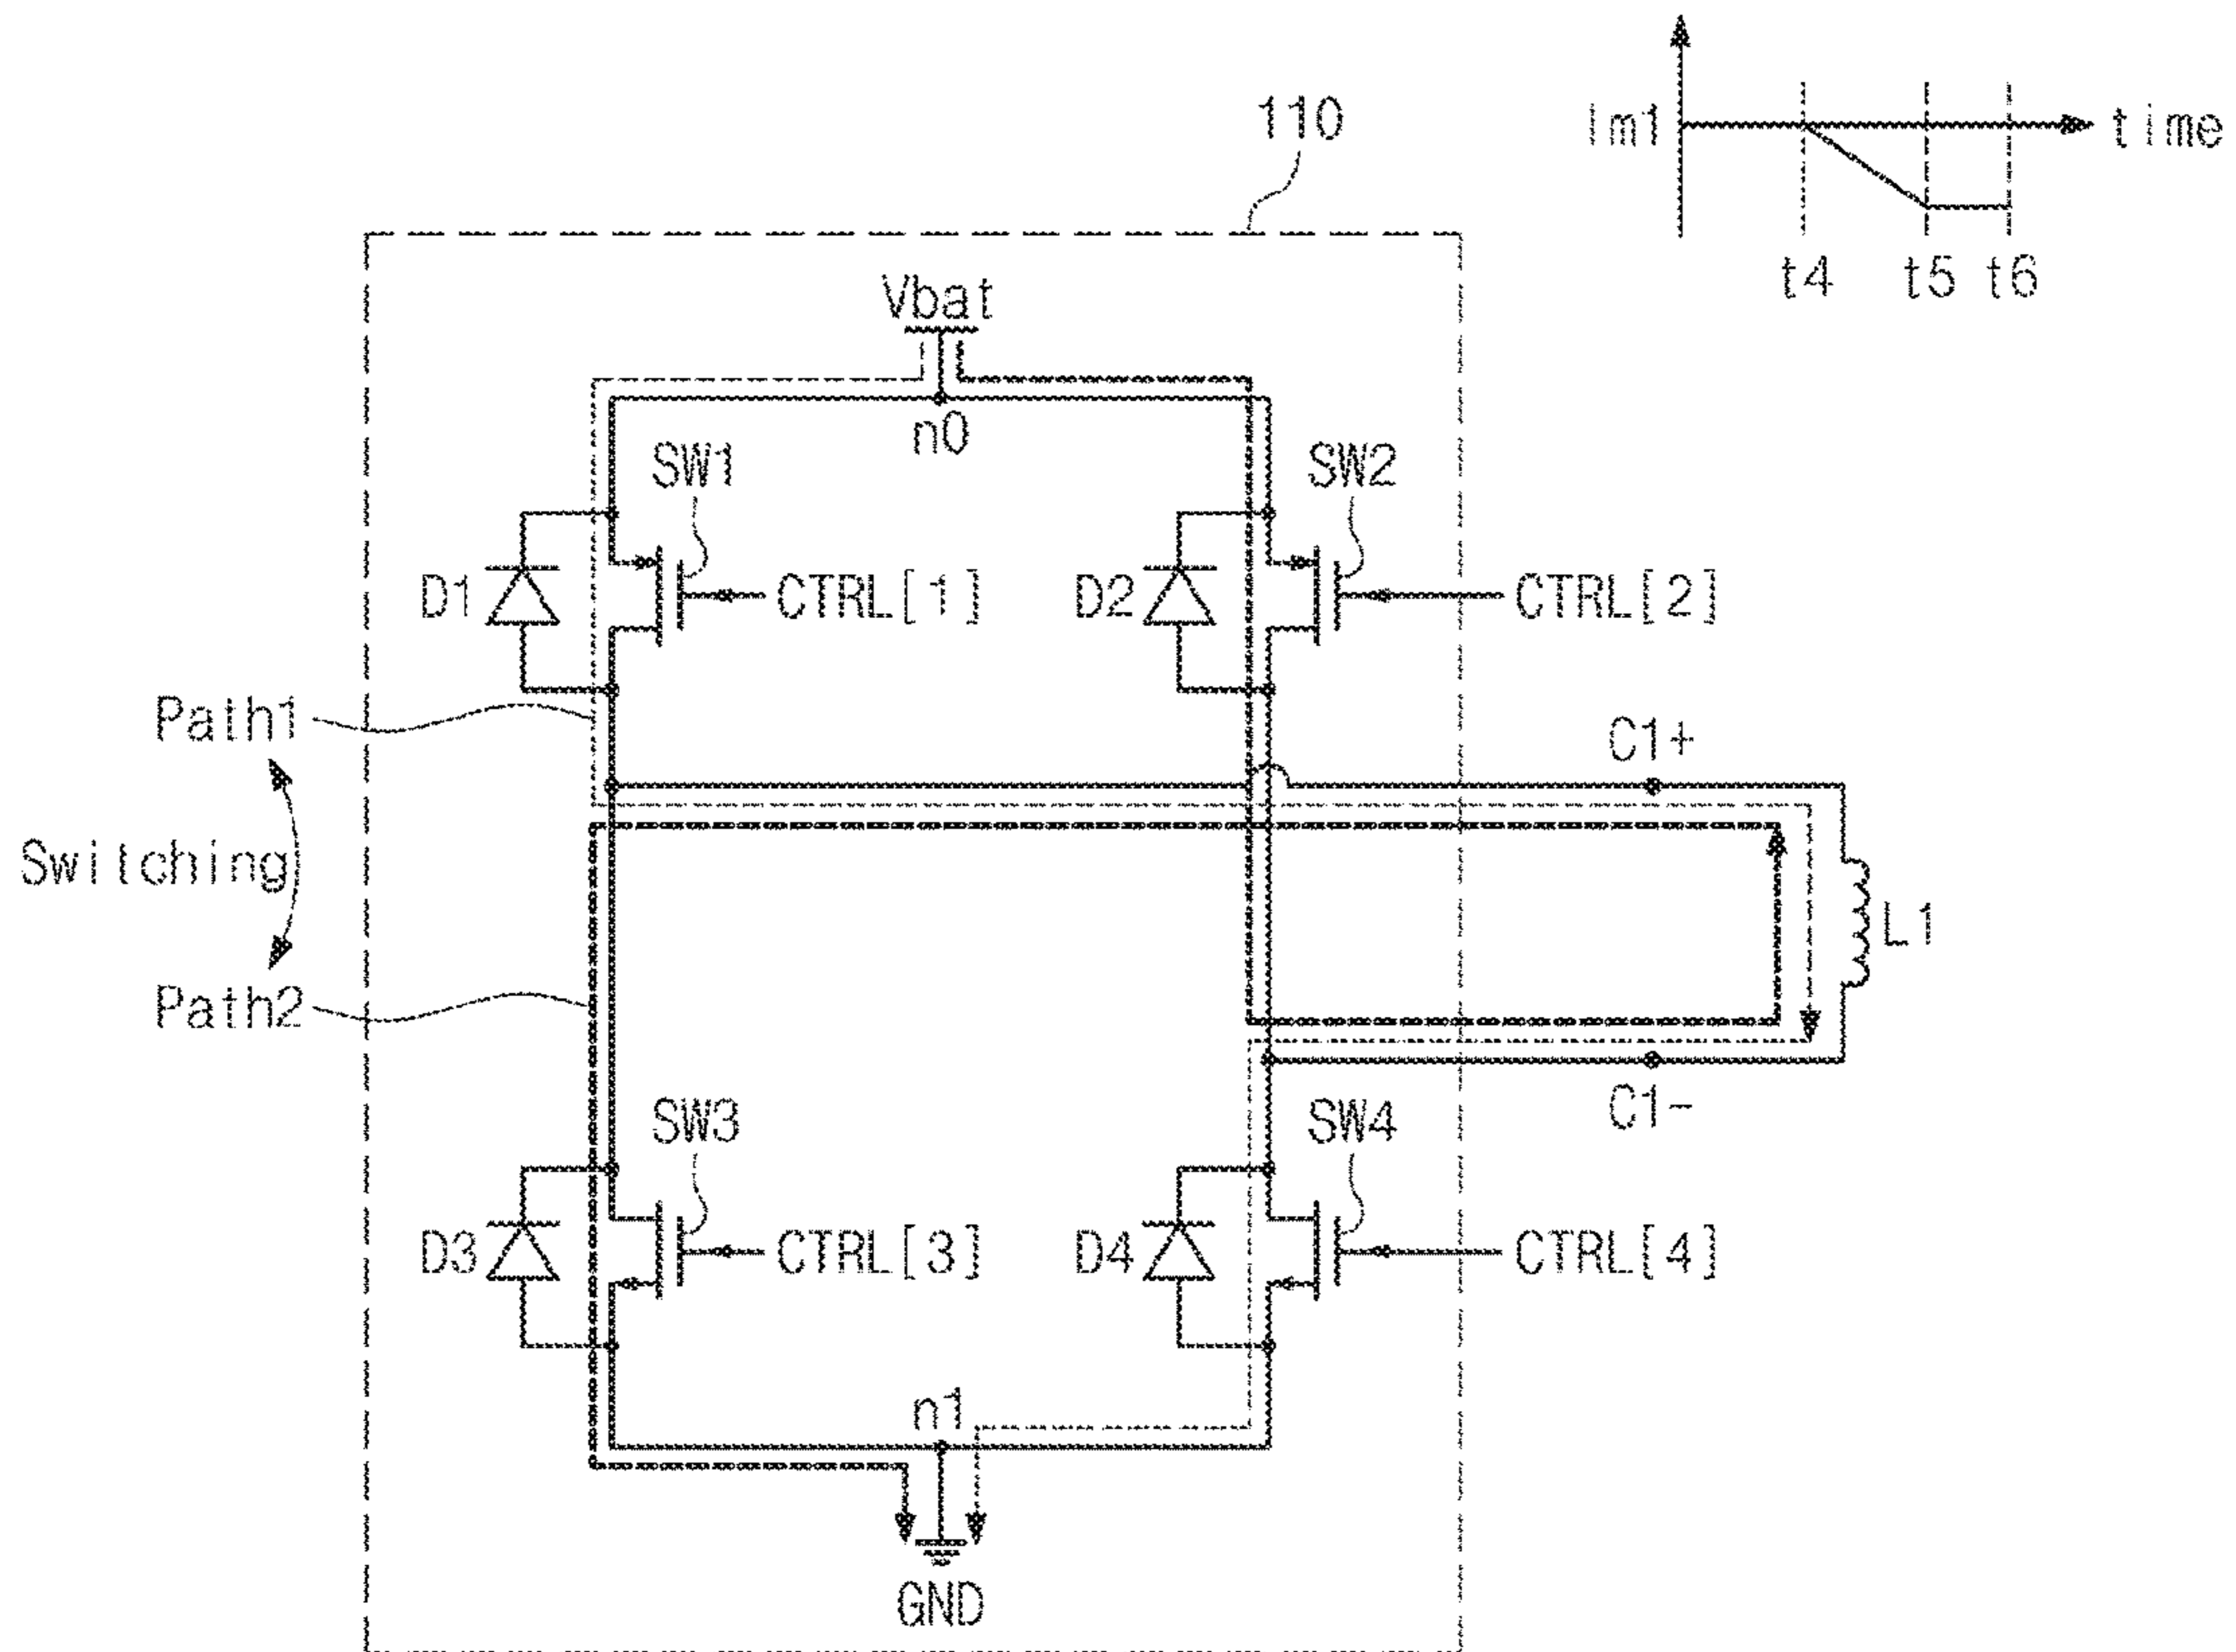 110
Im1
time
t4 t5 t6
Vbat
n0
SW1
SW2
D1
CTRL[1]
D2
CTRL[2]
Path1
C1+
Switching
L1
Path2
C1-
SW3
SW4
D3
CTRL[3]
D4
CTRL[4]
n1
GND